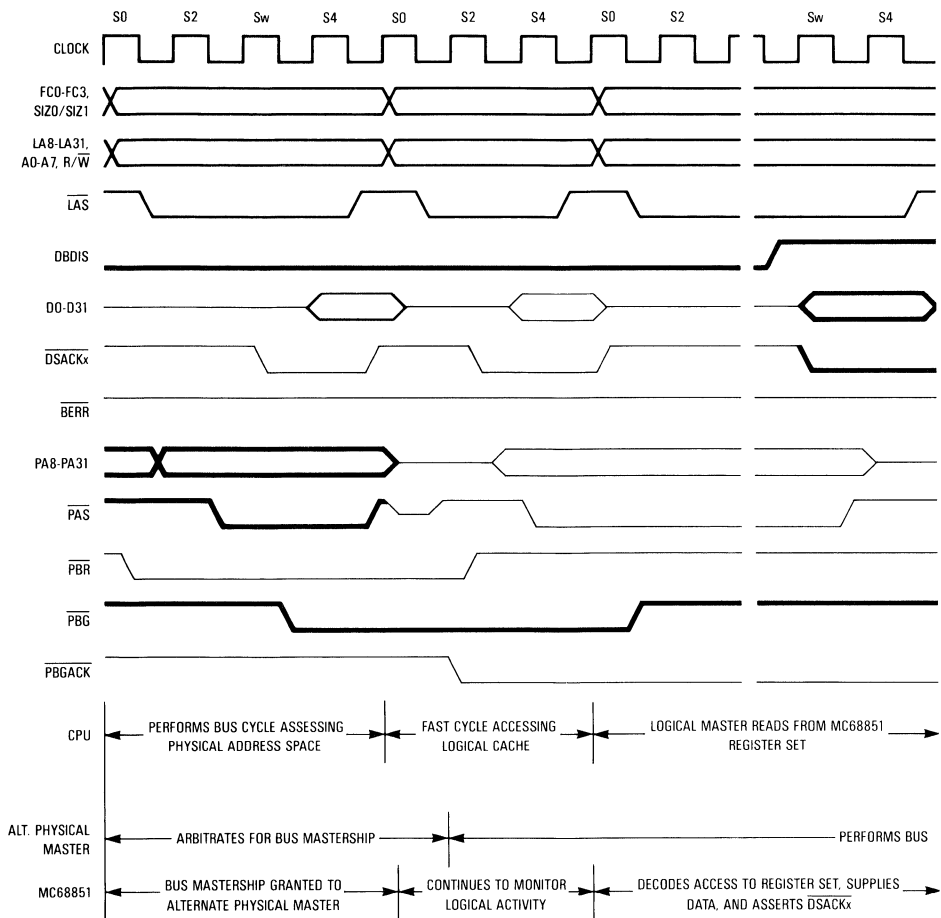 S0 S2 Sw S4 S0 S2 S4 S0 S2 Sw S4
CLOCK
FC0-FC3,
SIZ0/SIZ1
LA8-LA31,
A0-A7, R/W
LAS
DBDIS
D0-D31
DSACKx
BERR
PA8-PA31
PAS
PBR
PBG
PBGACK
CPU
PERFORMS BUS CYCLE ASSESSING
PHYSICAL ADDRESS SPACE
FAST CYCLE ACCESSING
LOGICAL CACHE
LOGICAL MASTER READS FROM MC68851
REGISTER SET
ALT. PHYSICAL
MASTER
ARBITRATES FOR BUS MASTERSHIP
PERFORMS BUS
MC68851
BUS MASTERSHIP GRANTED TO
ALTERNATE PHYSICAL MASTER
CONTINUES TO MONITOR
LOGICAL ACTIVITY
DECODES ACCESS TO REGISTER SET, SUPPLIES
DATA, AND ASSERTS DSACKx